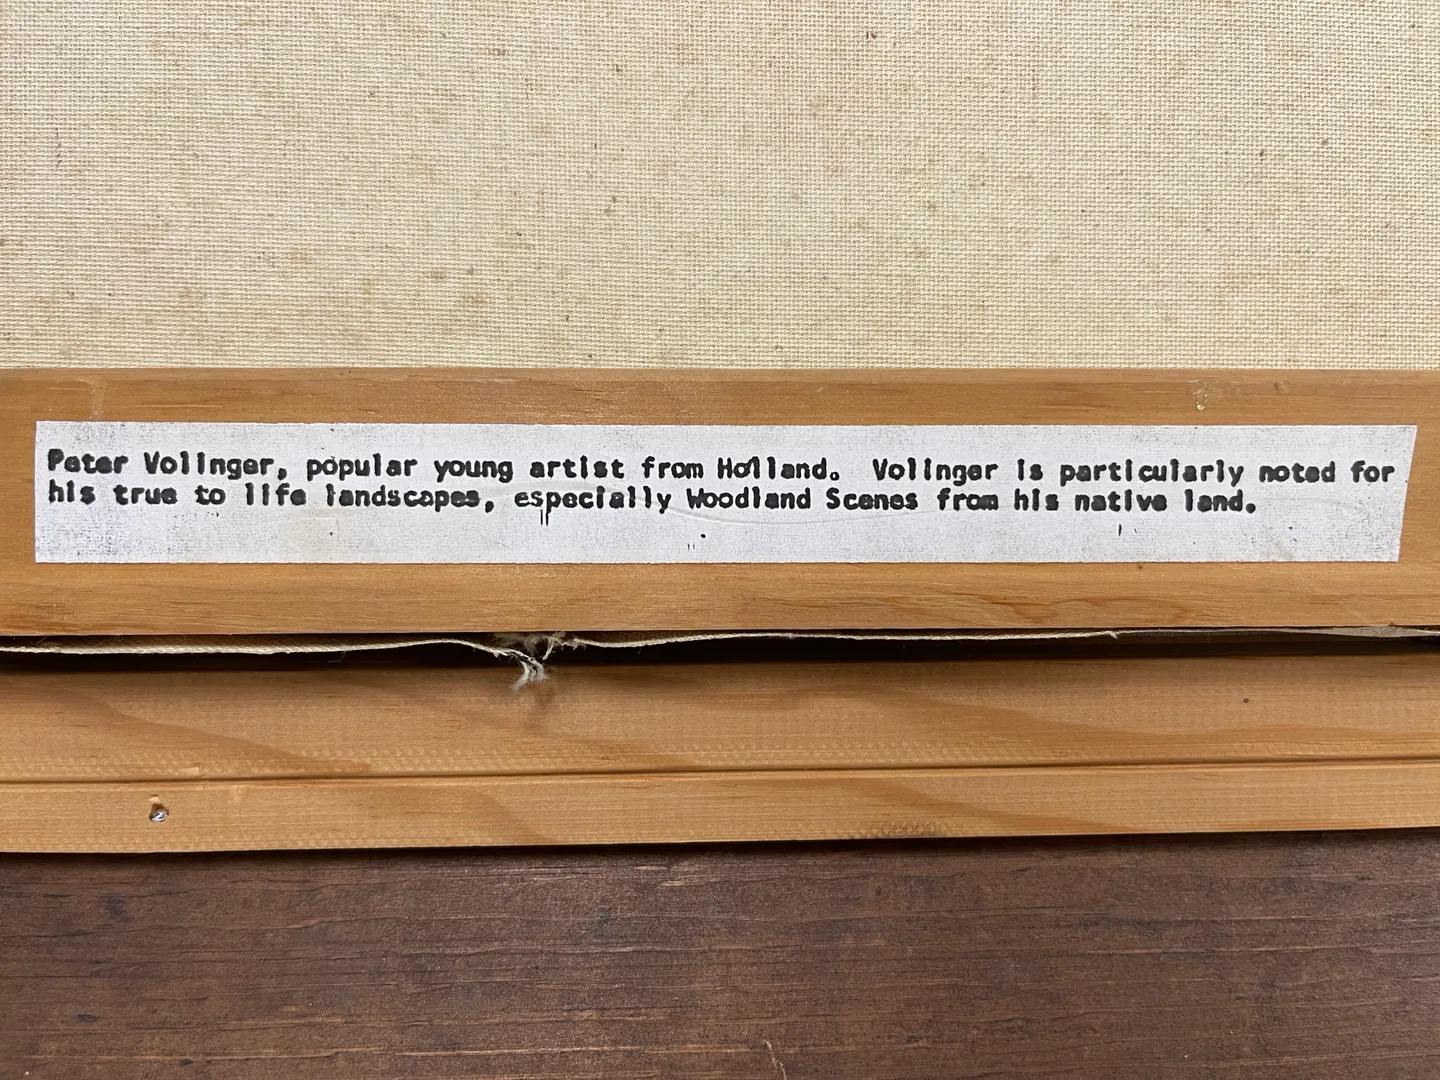 Peter Volinger, popular young artist from Holland.  Volinger is particularly noted for
his true to life landscapes, especially Woodland Scenes from his native land.